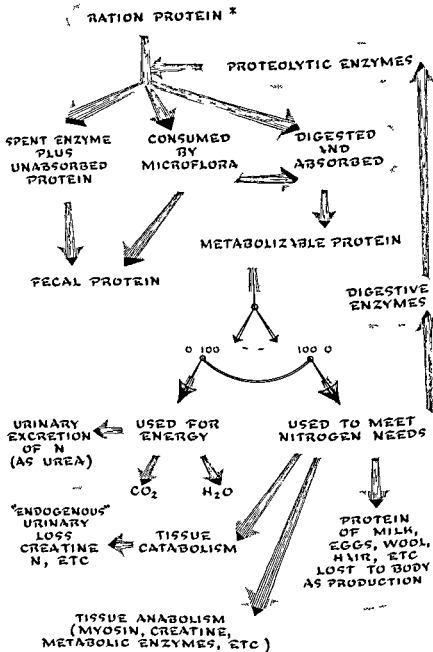 RATION PROTEIN *
PROTEOLYTIC ENZYMES
SPENT ENZYME
PLUS
UNABSORBED
PROTEIN
CONSUMED
BY
MICROFLORA
DIGESTED
AND
ABSORBED
METABOLIZABLE PROTEIN
FECAL PROTEIN
DIGESTIVE
ENZYMES
0 100
100 0
URINARY
EXCRETION
OF N
(AS UREA)
USED FOR
ENERGY
USED TO MEET
NITROGEN NEEDS
CO2
H2O
"ENDOGENOUS"
URINARY
LOSS
CREATINE
N, ETC
TISSUE
CATABOLISM
PROTEIN
OF MILK,
EGGS, WOOL,
HAIR, ETC
LOST TO BODY
AS PRODUCTION
TISSUE ANABOLISM
(MYOSIN, CREATINE,
METABOLIC ENZYMES, ETC)